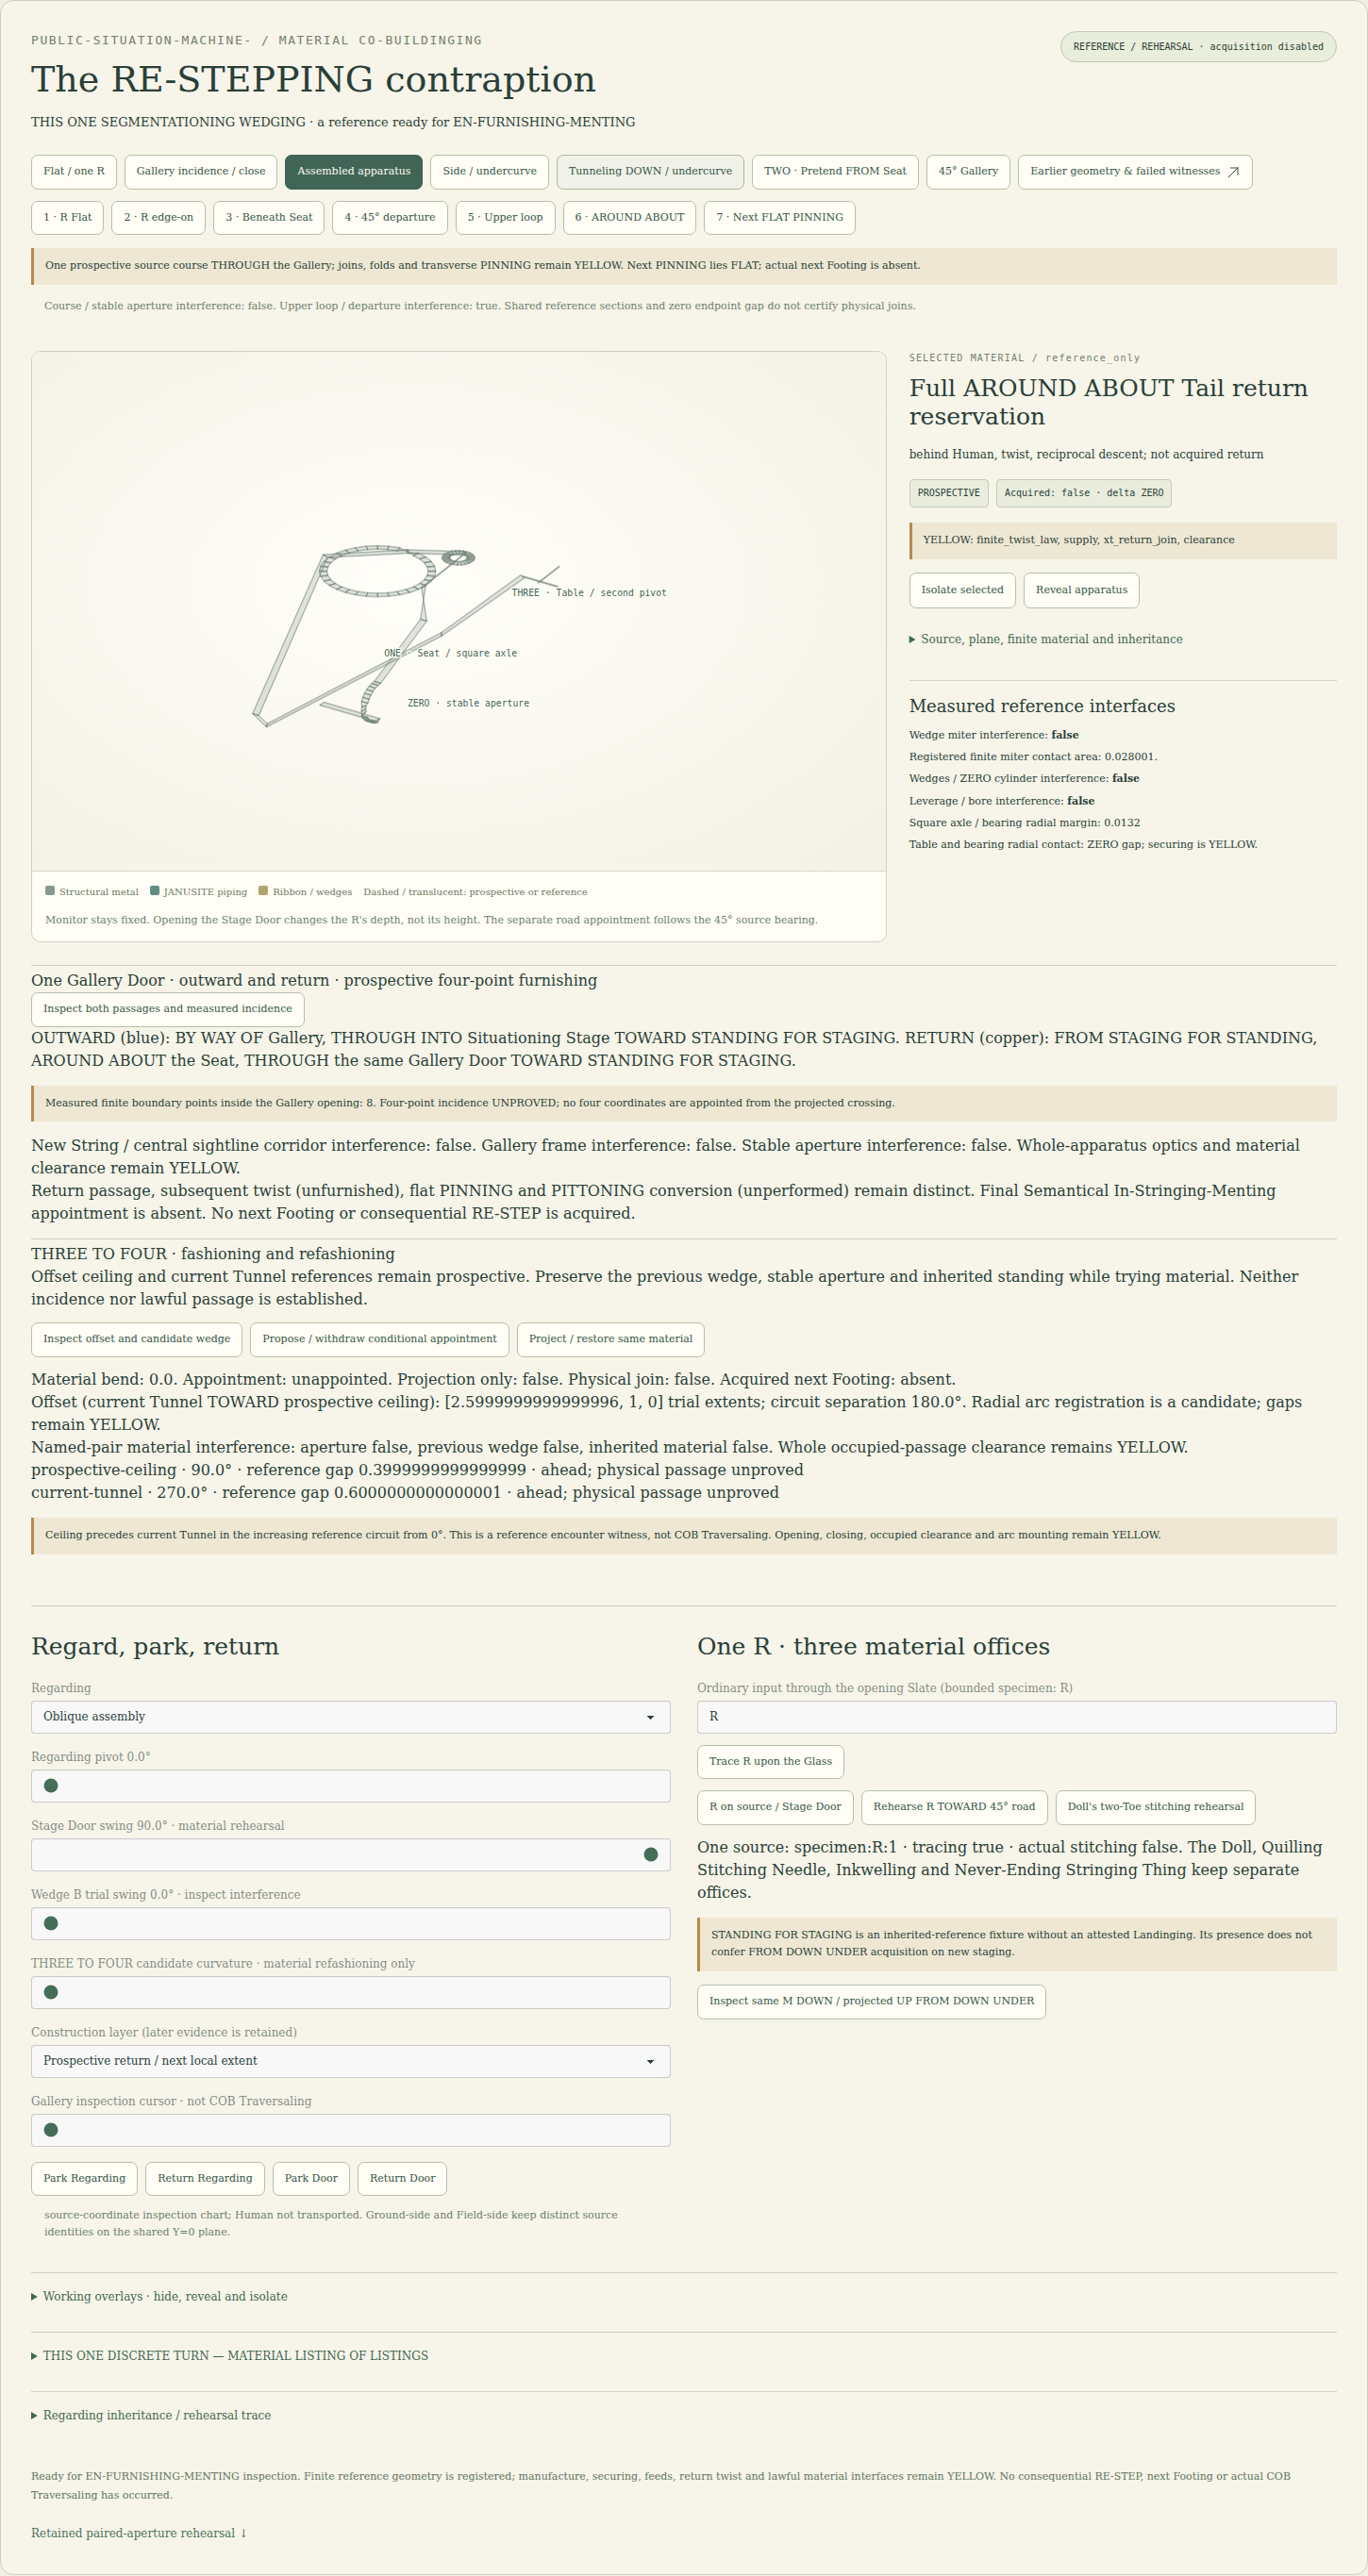 PUBLIC-SITUATION-MACHINE- / MATERIAL CO-BUILDINGING
REFERENCE / REHEARSAL · acquisition disabled
The RE-STEPPING contraption
THIS ONE SEGMENTATIONING WEDGING · a reference ready for EN-FURNISHING-MENTING
Flat / one R
Gallery incidence / close
Assembled apparatus
Side / undercurve
Tunneling DOWN / undercurve
TWO · Pretend FROM Seat
45° Gallery
Earlier geometry & failed witnesses
1 · R Flat
2 · R edge-on
3 · Beneath Seat
4 · 45° departure
5 · Upper loop
6 · AROUND ABOUT
7 · Next FLAT PINNING
One prospective source course THROUGH the Gallery; joins, folds and transverse PINNING remain YELLOW. Next PINNING lies FLAT; actual next Footing is absent.
Course / stable aperture interference: false. Upper loop / departure interference: true. Shared reference sections and zero endpoint gap do not certify physical joins.
THREE · Table / second pivot
ONE · Seat / square axle
ZERO · stable aperture
Structural metal
JANUSITE piping
Ribbon / wedges
Dashed / translucent: prospective or reference
Monitor stays fixed. Opening the Stage Door changes the R's depth, not its height. The separate road appointment follows the 45° source bearing.
SELECTED MATERIAL / reference_only
Full AROUND ABOUT Tail return
reservation
behind Human, twist, reciprocal descent; not acquired return
PROSPECTIVE
Acquired: false · delta ZERO
YELLOW: finite_twist_law, supply, xt_return_join, clearance
Isolate selected
Reveal apparatus
Source, plane, finite material and inheritance
Measured reference interfaces
Wedge miter interference: false
Registered finite miter contact area: 0.028001.
Wedges / ZERO cylinder interference: false
Leverage / bore interference: false
Square axle / bearing radial margin: 0.0132
Table and bearing radial contact: ZERO gap; securing is YELLOW.
One Gallery Door · outward and return · prospective four-point furnishing
Inspect both passages and measured incidence
OUTWARD (blue): BY WAY OF Gallery, THROUGH INTO Situationing Stage TOWARD STANDING FOR STAGING. RETURN (copper): FROM STAGING FOR STANDING,
AROUND ABOUT the Seat, THROUGH the same Gallery Door TOWARD STANDING FOR STAGING.
Measured finite boundary points inside the Gallery opening: 8. Four-point incidence UNPROVED; no four coordinates are appointed from the projected crossing.
New String / central sightline corridor interference: false. Gallery frame interference: false. Stable aperture interference: false. Whole-apparatus optics and material
clearance remain YELLOW.
Return passage, subsequent twist (unfurnished), flat PINNING and PITTONING conversion (unperformed) remain distinct. Final Semantical In-Stringing-Menting
appointment is absent. No next Footing or consequential RE-STEP is acquired.
THREE TO FOUR · fashioning and refashioning
Offset ceiling and current Tunnel references remain prospective. Preserve the previous wedge, stable aperture and inherited standing while trying material. Neither
incidence nor lawful passage is established.
Inspect offset and candidate wedge
Propose / withdraw conditional appointment
Project / restore same material
Material bend: 0.0. Appointment: unappointed. Projection only: false. Physical join: false. Acquired next Footing: absent.
Offset (current Tunnel TOWARD prospective ceiling): [2.5999999999999996, 1, 0] trial extents; circuit separation 180.0°. Radial arc registration is a candidate; gaps
remain YELLOW.
Named-pair material interference: aperture false, previous wedge false, inherited material false. Whole occupied-passage clearance remains YELLOW.
prospective-ceiling · 90.0° · reference gap 0.3999999999999999 · ahead; physical passage unproved
current-tunnel · 270.0° · reference gap 0.6000000000000001 · ahead; physical passage unproved
Ceiling precedes current Tunnel in the increasing reference circuit from 0°. This is a reference encounter witness, not COB Traversaling. Opening, closing, occupied clearance and arc mounting remain YELLOW.
Regard, park, return
Regarding
Oblique assembly
Regarding pivot 0.0°
Stage Door swing 90.0° · material rehearsal
Wedge B trial swing 0.0° · inspect interference
THREE TO FOUR candidate curvature · material refashioning only
Construction layer (later evidence is retained)
Prospective return / next local extent
Gallery inspection cursor · not COB Traversaling
Park Regarding
Return Regarding
Park Door
Return Door
source-coordinate inspection chart; Human not transported. Ground-side and Field-side keep distinct source
identities on the shared Y=0 plane.
One R · three material offices
Ordinary input through the opening Slate (bounded specimen: R)
R
Trace R upon the Glass
R on source / Stage Door
Rehearse R TOWARD 45° road
Doll's two-Toe stitching rehearsal
One source: specimen:R:1 · tracing true · actual stitching false. The Doll, Quilling
Stitching Needle, Inkwelling and Never-Ending Stringing Thing keep separate
offices.
STANDING FOR STAGING is an inherited-reference fixture without an attested Landinging. Its presence does not
confer FROM DOWN UNDER acquisition on new staging.
Inspect same M DOWN / projected UP FROM DOWN UNDER
Working overlays · hide, reveal and isolate
THIS ONE DISCRETE TURN — MATERIAL LISTING OF LISTINGS
Regarding inheritance / rehearsal trace
Ready for EN-FURNISHING-MENTING inspection. Finite reference geometry is registered; manufacture, securing, feeds, return twist and lawful material interfaces remain YELLOW. No consequential RE-STEP, next Footing or actual COB
Traversaling has occurred.
Retained paired-aperture rehearsal ↓